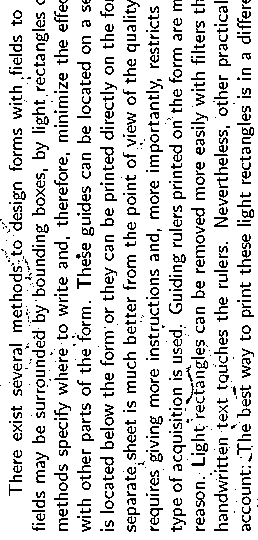 There exist several methods to design forms with fields to
fields may be surrounded by bounding boxes, by light rectangles o
methods specify where to write and, therefore, minimize the effec
with other parts of the form. These guides can be located on a se
is located below the form or they can be printed directly on the fo
separate sheet is much better from the point of view of the quality
requires giving more instructions and, more importantly, restricts
type of acquisition is used. Guiding rulers printed on the form are m
reason. Light rectangles can be removed more easily with filters th
handwritten text touches the rulers. Nevertheless, other practical
account: The best way to print these light rectangles is in a differe